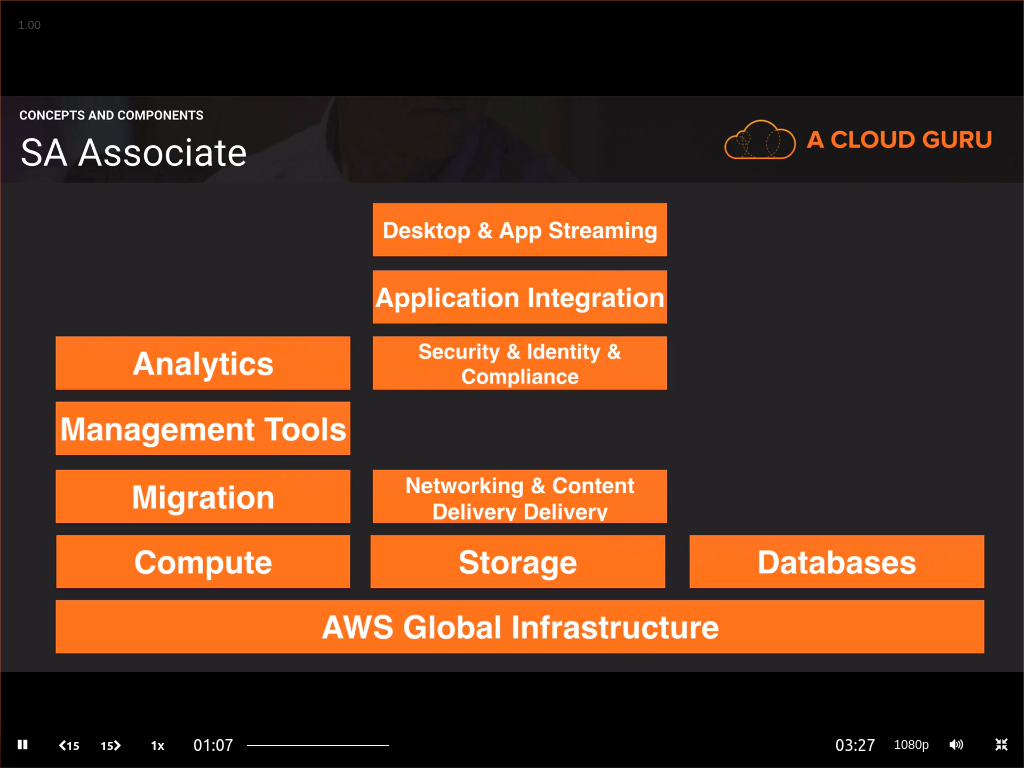 1.00
CONCEPTS AND COMPONENTS
SA Associate
A CLOUD GURU
Desktop & App Streaming
Application Integration
Analytics
Security & Identity &
Compliance
Management Tools
Migration
Networking & Content
Delivery Delivery
Compute
Storage
Databases
AWS Global Infrastructure
15
15
1x
01:07
03:27
1080p